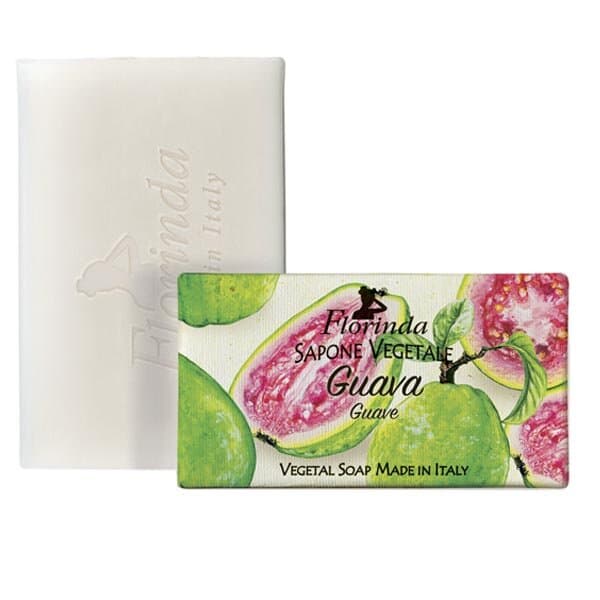 Florinda
in Italy
Florinda
SAPONE VEGETALE
Guava
Guave
VEGETAL SOAP MADE IN ITALY